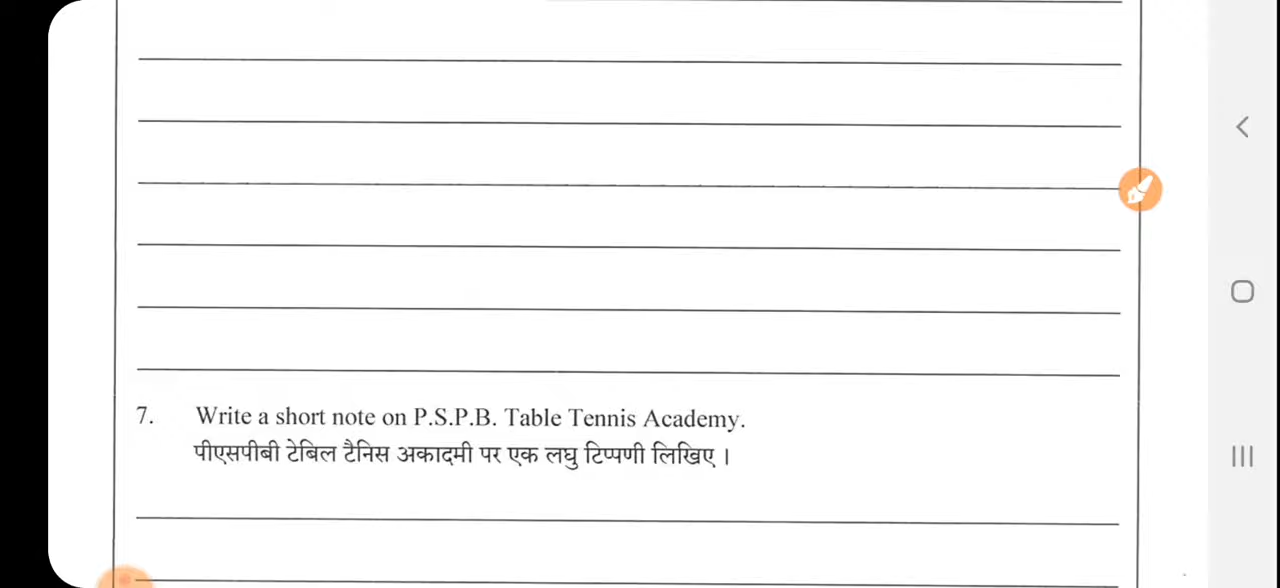 7. Write a short note on P.S.P.B. Table Tennis Academy.
पीएसपीबी टेबिल टैनिस अकादमी पर एक लघु टिप्पणी लिखिए ।